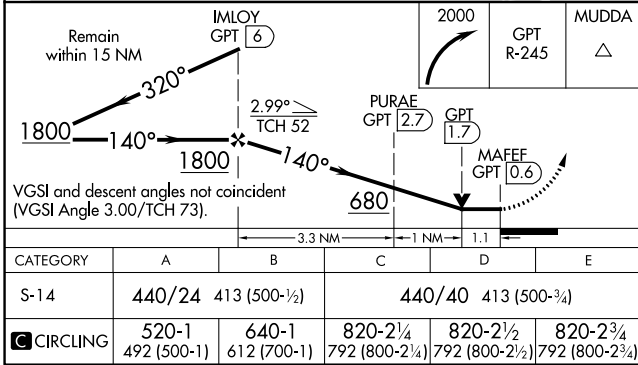 Remain
within 15 NM
IMLOY
GPT 6
320°
1800
140°
1800
2.99°
TCH 52
140°
PURAE
GPT 2.7
GPT
1.7
MAFEF
GPT 0.6
680
2000
GPT
R-245
MUDDA
VGSI and descent angles not coincident
(VGSI Angle 3.00/TCH 73).
3.3 NM
1 NM
1.1
CATEGORY A B C D E
S-14 440/24 413 (500-½) 440/40 413 (500-¾)
C CIRCLING 520-1 640-1 820-2¼ 820-2½ 820-2¾
492 (500-1) 612 (700-1) 792 (800-2¼) 792 (800-2½) 792 (800-2¾)